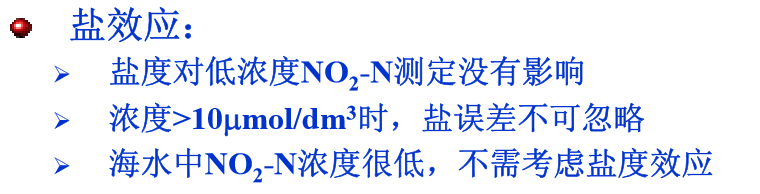 盐效应：
盐度对低浓度NO₂-N测定没有影响
浓度>10μmol/dm³时，盐误差不可忽略
海水中NO₂-N浓度很低，不需考虑盐度效应